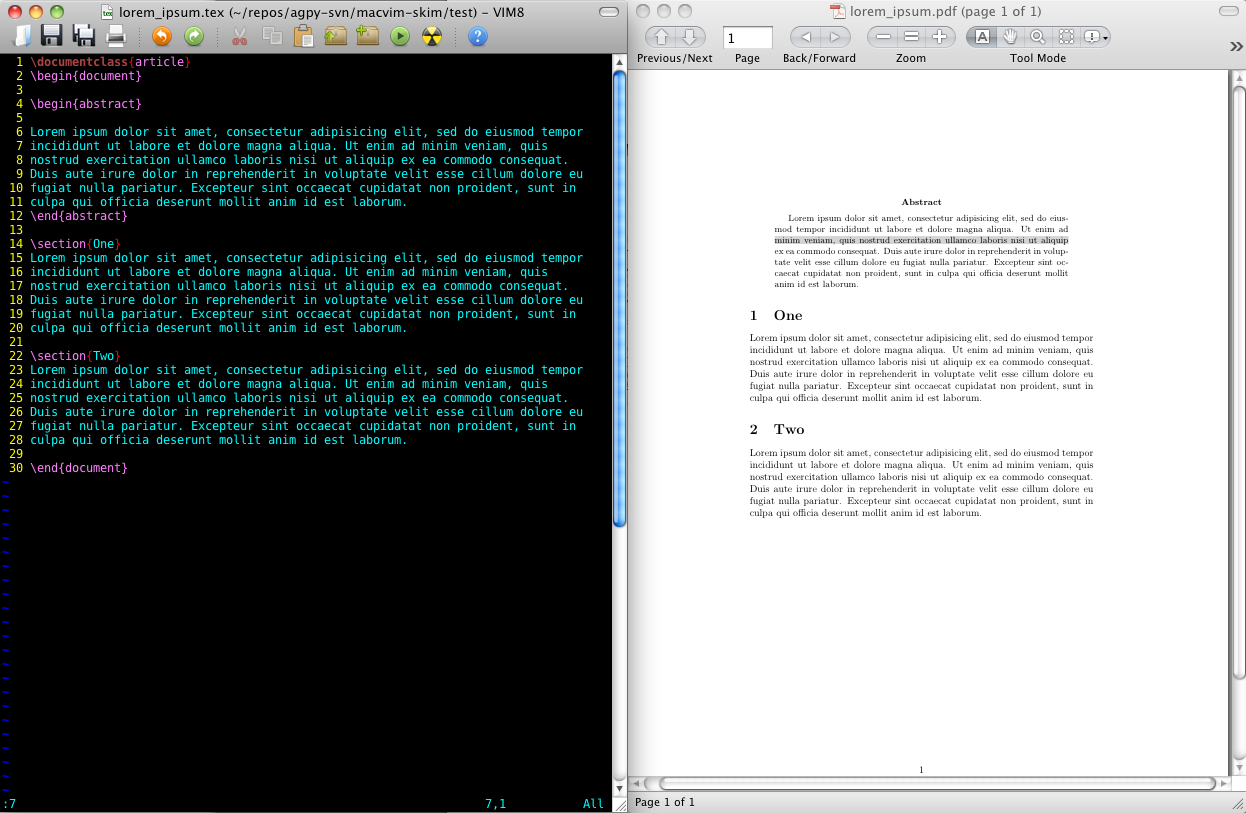 lorem_ipsum.tex (~/repos/agpy-svn/macvim-skim/test) – VIM8
1 \documentclass{article}
2 \begin{document}
3
4 \begin{abstract}
5
6 Lorem ipsum dolor sit amet, consectetur adipisicing elit, sed do eiusmod tempor
7 incididunt ut labore et dolore magna aliqua. Ut enim ad minim veniam, quis
8 nostrud exercitation ullamco laboris nisi ut aliquip ex ea commodo consequat.
9 Duis aute irure dolor in reprehenderit in voluptate velit esse cillum dolore eu
10 fugiat nulla pariatur. Excepteur sint occaecat cupidatat non proident, sunt in
11 culpa qui officia deserunt mollit anim id est laborum.
12 \end{abstract}
13
14 \section{One}
15 Lorem ipsum dolor sit amet, consectetur adipisicing elit, sed do eiusmod tempor
16 incididunt ut labore et dolore magna aliqua. Ut enim ad minim veniam, quis
17 nostrud exercitation ullamco laboris nisi ut aliquip ex ea commodo consequat.
18 Duis aute irure dolor in reprehenderit in voluptate velit esse cillum dolore eu
19 fugiat nulla pariatur. Excepteur sint occaecat cupidatat non proident, sunt in
20 culpa qui officia deserunt mollit anim id est laborum.
21
22 \section{Two}
23 Lorem ipsum dolor sit amet, consectetur adipisicing elit, sed do eiusmod tempor
24 incididunt ut labore et dolore magna aliqua. Ut enim ad minim veniam, quis
25 nostrud exercitation ullamco laboris nisi ut aliquip ex ea commodo consequat.
26 Duis aute irure dolor in reprehenderit in voluptate velit esse cillum dolore eu
27 fugiat nulla pariatur. Excepteur sint occaecat cupidatat non proident, sunt in
28 culpa qui officia deserunt mollit anim id est laborum.
29
30 \end{document}
:7 7,1 All
lorem_ipsum.pdf (page 1 of 1)
1
Previous/Next Page Back/Forward Zoom Tool Mode
Abstract
Lorem ipsum dolor sit amet, consectetur adipisicing elit, sed do eius-
mod tempor incididunt ut labore et dolore magna aliqua. Ut enim ad
minim veniam, quis nostrud exercitation ullamco laboris nisi ut aliquip
ex ea commodo consequat. Duis aute irure dolor in reprehenderit in volup-
tate velit esse cillum dolore eu fugiat nulla pariatur. Excepteur sint oc-
caecat cupidatat non proident, sunt in culpa qui officia deserunt mollit
anim id est laborum.
1 One
Lorem ipsum dolor sit amet, consectetur adipisicing elit, sed do eiusmod tempor
incididunt ut labore et dolore magna aliqua. Ut enim ad minim veniam, quis
nostrud exercitation ullamco laboris nisi ut aliquip ex ea commodo consequat.
Duis aute irure dolor in reprehenderit in voluptate velit esse cillum dolore eu
fugiat nulla pariatur. Excepteur sint occaecat cupidatat non proident, sunt in
culpa qui officia deserunt mollit anim id est laborum.
2 Two
Lorem ipsum dolor sit amet, consectetur adipisicing elit, sed do eiusmod tempor
incididunt ut labore et dolore magna aliqua. Ut enim ad minim veniam, quis
nostrud exercitation ullamco laboris nisi ut aliquip ex ea commodo consequat.
Duis aute irure dolor in reprehenderit in voluptate velit esse cillum dolore eu
fugiat nulla pariatur. Excepteur sint occaecat cupidatat non proident, sunt in
culpa qui officia deserunt mollit anim id est laborum.
1
Page 1 of 1